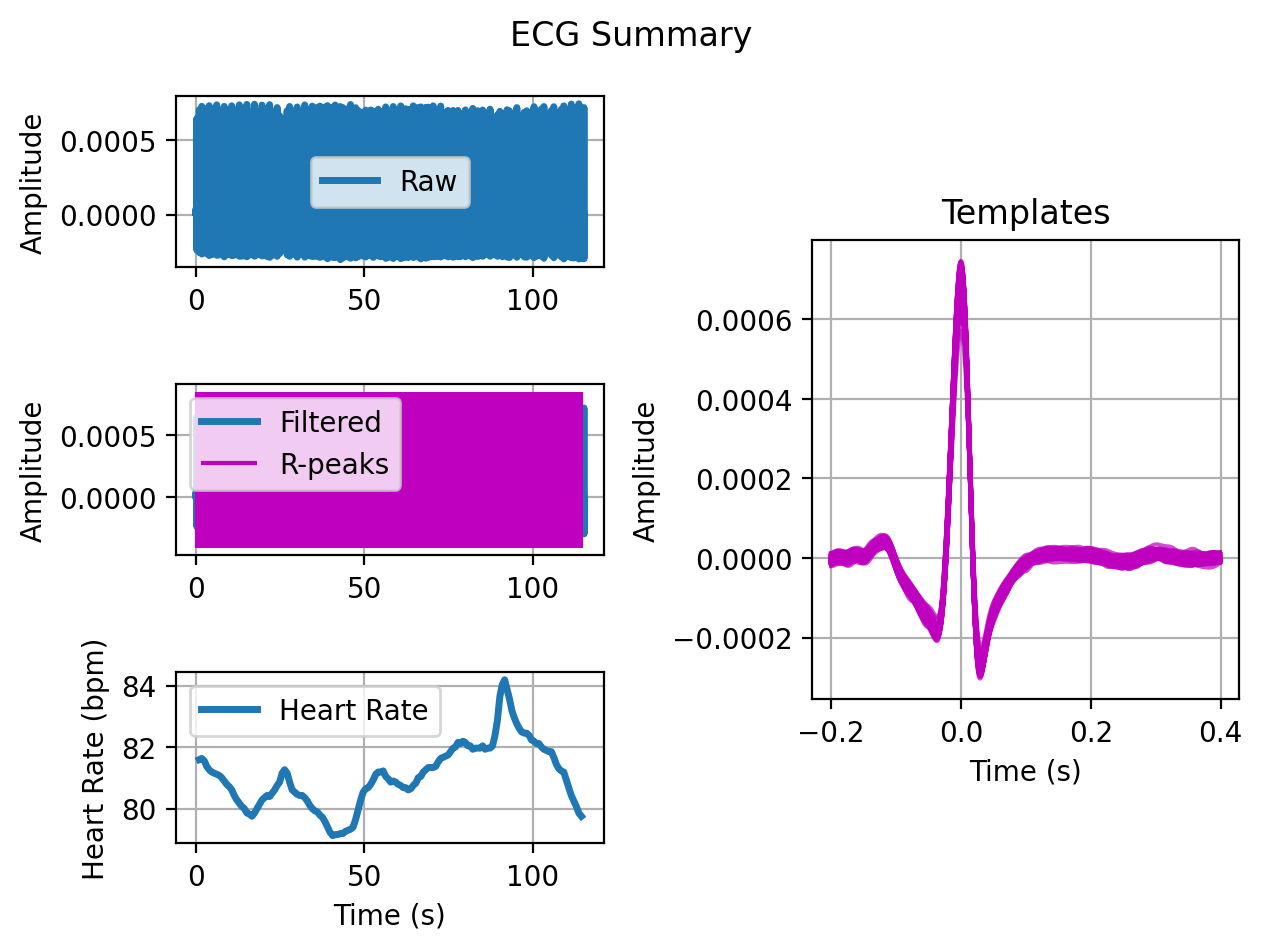 ECG Summary
Amplitude
0.0005
0.0000
Raw
0
50
100
Amplitude
0.0005
0.0000
Filtered
R-peaks
0
50
100
Heart Rate (bpm)
84
82
80
Heart Rate
0
50
100
Time (s)
Templates
Amplitude
0.0006
0.0004
0.0002
0.0000
−0.0002
−0.2
0.0
0.2
0.4
Time (s)